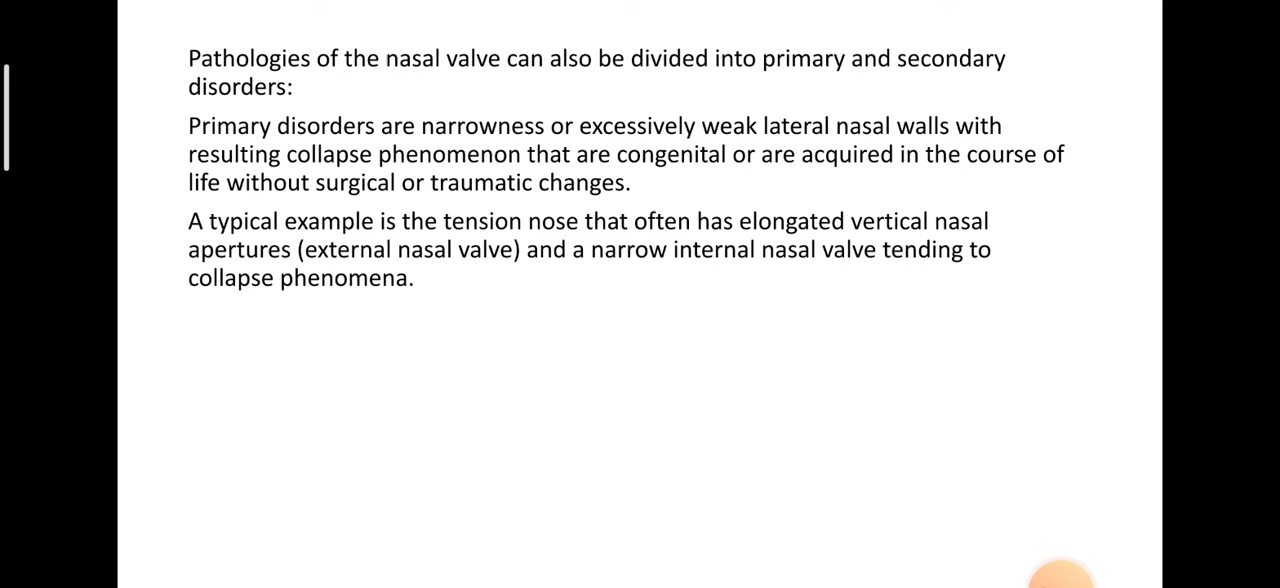 Pathologies of the nasal valve can also be divided into primary and secondary
disorders:
Primary disorders are narrowness or excessively weak lateral nasal walls with
resulting collapse phenomenon that are congenital or are acquired in the course of
life without surgical or traumatic changes.
A typical example is the tension nose that often has elongated vertical nasal
apertures (external nasal valve) and a narrow internal nasal valve tending to
collapse phenomena.